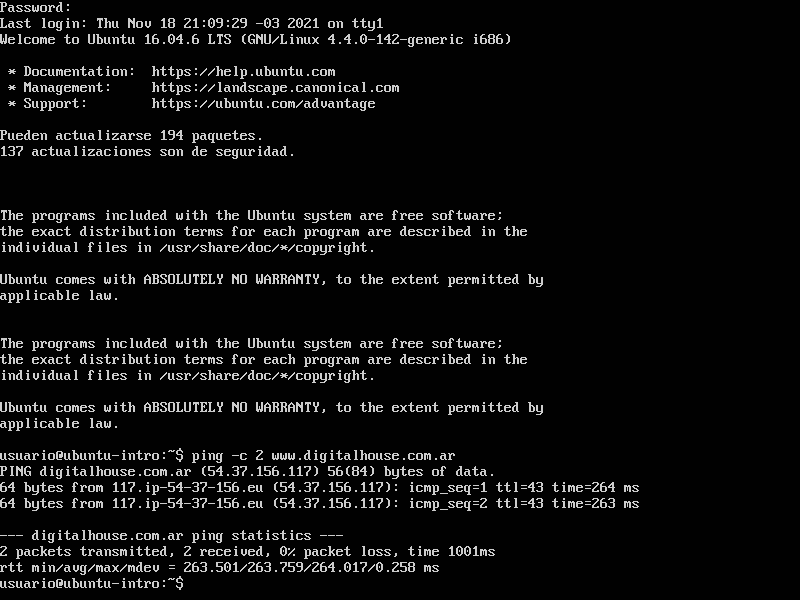 Password:
Last login: Thu Nov 18 21:09:29 -03 2021 on tty1
Welcome to Ubuntu 16.04.6 LTS (GNU/Linux 4.4.0-142-generic i686)

 * Documentation:  https://help.ubuntu.com
 * Management:     https://landscape.canonical.com
 * Support:        https://ubuntu.com/advantage

Pueden actualizarse 194 paquetes.
137 actualizaciones son de seguridad.

The programs included with the Ubuntu system are free software;
the exact distribution terms for each program are described in the
individual files in /usr/share/doc/*/copyright.

Ubuntu comes with ABSOLUTELY NO WARRANTY, to the extent permitted by
applicable law.

The programs included with the Ubuntu system are free software;
the exact distribution terms for each program are described in the
individual files in /usr/share/doc/*/copyright.

Ubuntu comes with ABSOLUTELY NO WARRANTY, to the extent permitted by
applicable law.

usuario@ubuntu-intro:~$ ping -c 2 www.digitalhouse.com.ar
PING digitalhouse.com.ar (54.37.156.117) 56(84) bytes of data.
64 bytes from 117.ip-54-37-156.eu (54.37.156.117): icmp_seq=1 ttl=43 time=264 ms
64 bytes from 117.ip-54-37-156.eu (54.37.156.117): icmp_seq=2 ttl=43 time=263 ms

--- digitalhouse.com.ar ping statistics ---
2 packets transmitted, 2 received, 0% packet loss, time 1001ms
rtt min/avg/max/mdev = 263.501/263.759/264.017/0.258 ms
usuario@ubuntu-intro:~$